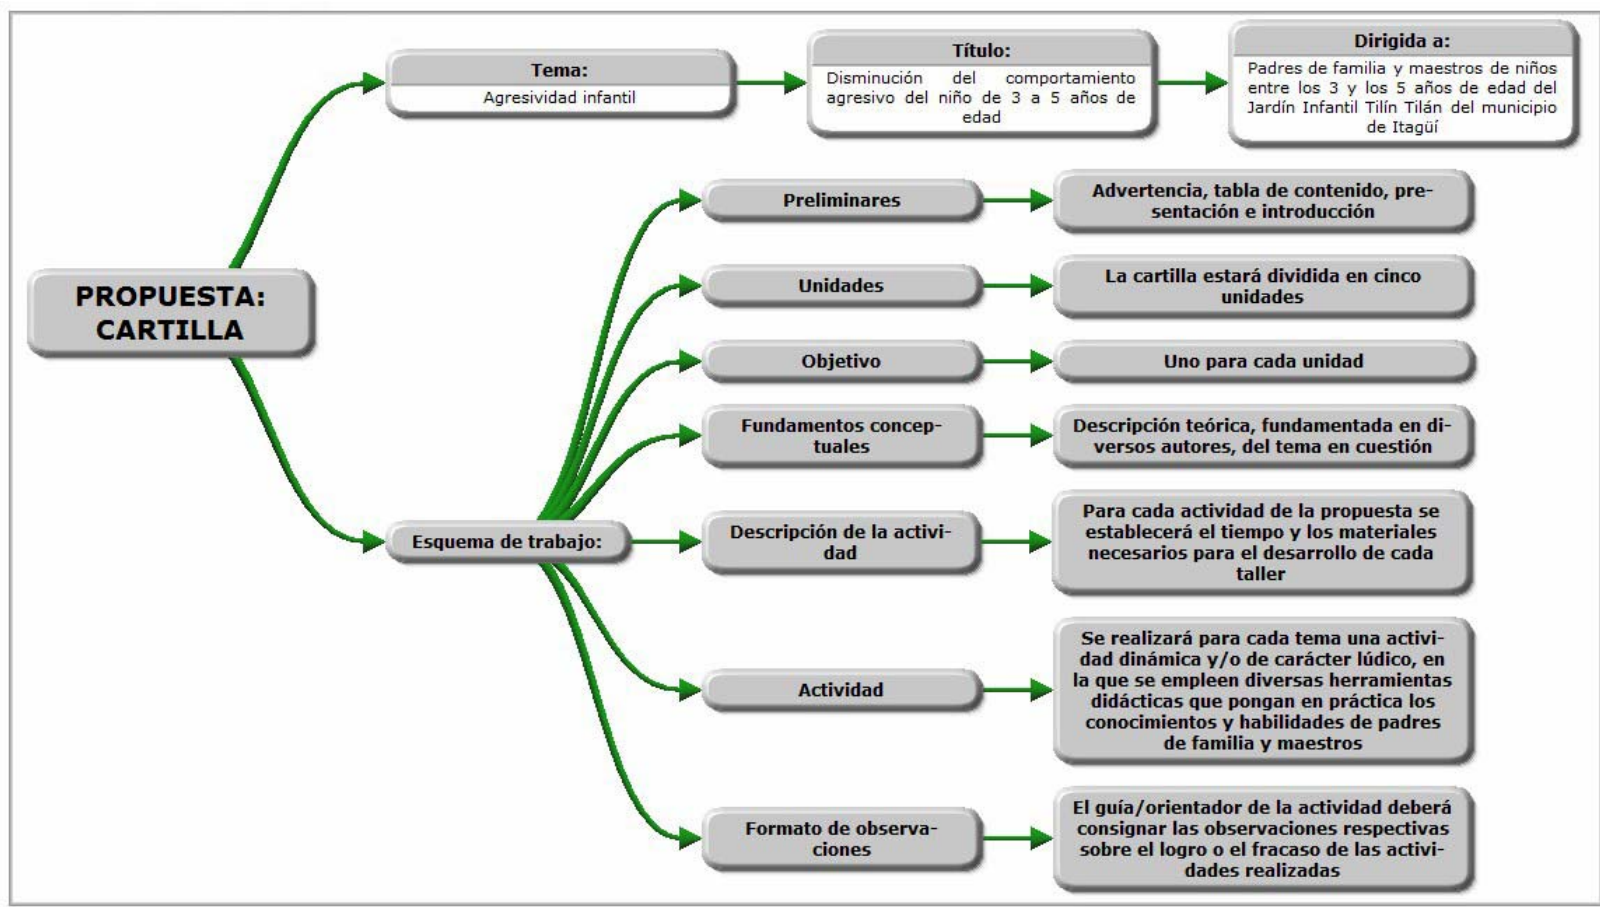 PROPUESTA:
CARTILLA
Tema:
Agresividad infantil
Título:
Disminución del comportamiento
agresivo del niño de 3 a 5 años de
edad
Dirigida a:
Padres de familia y maestros de niños
entre los 3 y los 5 años de edad del
Jardín Infantil Tilín Tilán del municipio
de Itagüí
Esquema de trabajo:
Preliminares
Advertencia, tabla de contenido, pre-
sentación e introducción
Unidades
La cartilla estará dividida en cinco
unidades
Objetivo
Uno para cada unidad
Fundamentos concep-
tuales
Descripción teórica, fundamentada en di-
versos autores, del tema en cuestión
Descripción de la activi-
dad
Para cada actividad de la propuesta se
establecerá el tiempo y los materiales
necesarios para el desarrollo de cada
taller
Actividad
Se realizará para cada tema una activi-
dad dinámica y/o de carácter lúdico, en
la que se empleen diversas herramientas
didácticas que pongan en práctica los
conocimientos y habilidades de padres
de familia y maestros
Formato de observa-
ciones
El guía/orientador de la actividad deberá
consignar las observaciones respectivas
sobre el logro o el fracaso de las activi-
dades realizadas